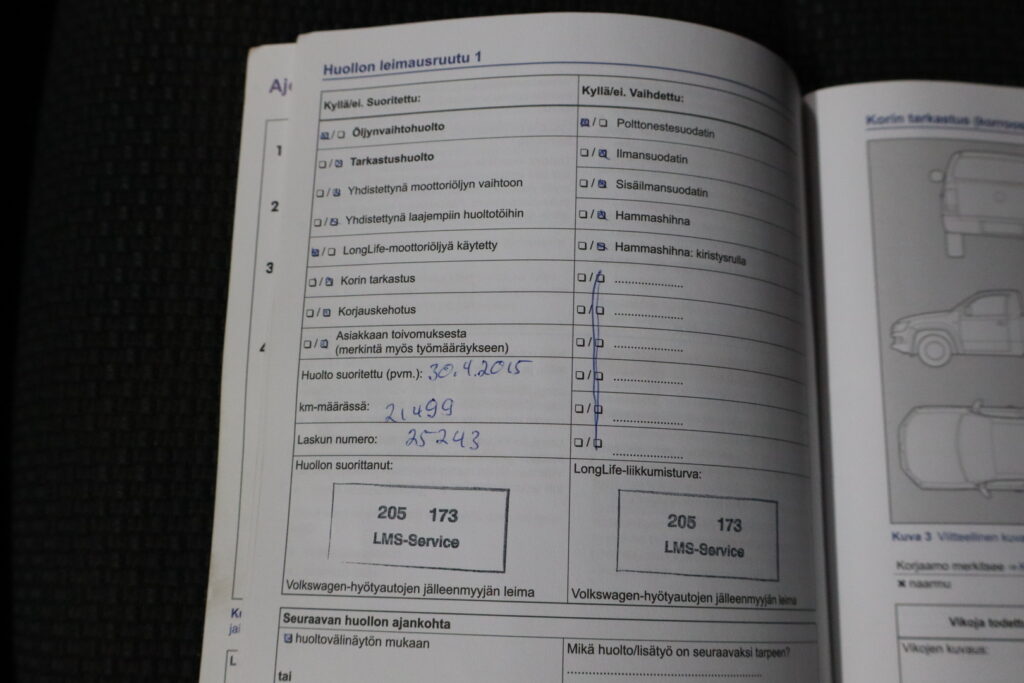 Huollon leimausruutu 1
Kyllä/ei. Suoritettu:
Öljynvaihtohuolto
Tarkastushuolto
Yhdistettynä moottoriöljyn vaihtoon
Yhdistettynä laajempiin huoltotöihin
LongLife-moottoriöljyä käytetty
Korin tarkastus
Korjauskehotus
Asiakkaan toivomuksesta
(merkintä myös työmääräykseen)
Huolto suoritettu (pvm.): 30.4.2015
km-määrässä: 21499
Laskun numero: 25243
Huollon suorittanut:
205 173
LMS-Service
Volkswagen-hyötyautojen jälleenmyyjän leima
Kyllä/ei. Vaihdettu:
Polttonestesuodatin
Ilmansuodatin
Sisäilmansuodatin
Hammashihna
Hammashihna: kiristysrulla
LongLife-liikkumisturva:
205 173
LMS-Service
Volkswagen-hyötyautojen jälleenmyyjän leima
Seuraavan huollon ajankohta
huoltovälinäytön mukaan
tai
Mikä huolto/lisätyö on seuraavaksi tarpeen?
1
2
3
4
Korin tarkastus
Kuva 3 Viitteellinen
Korjaamo merkitsee
naarmu
Vikoja
Vikojen kuvaus: